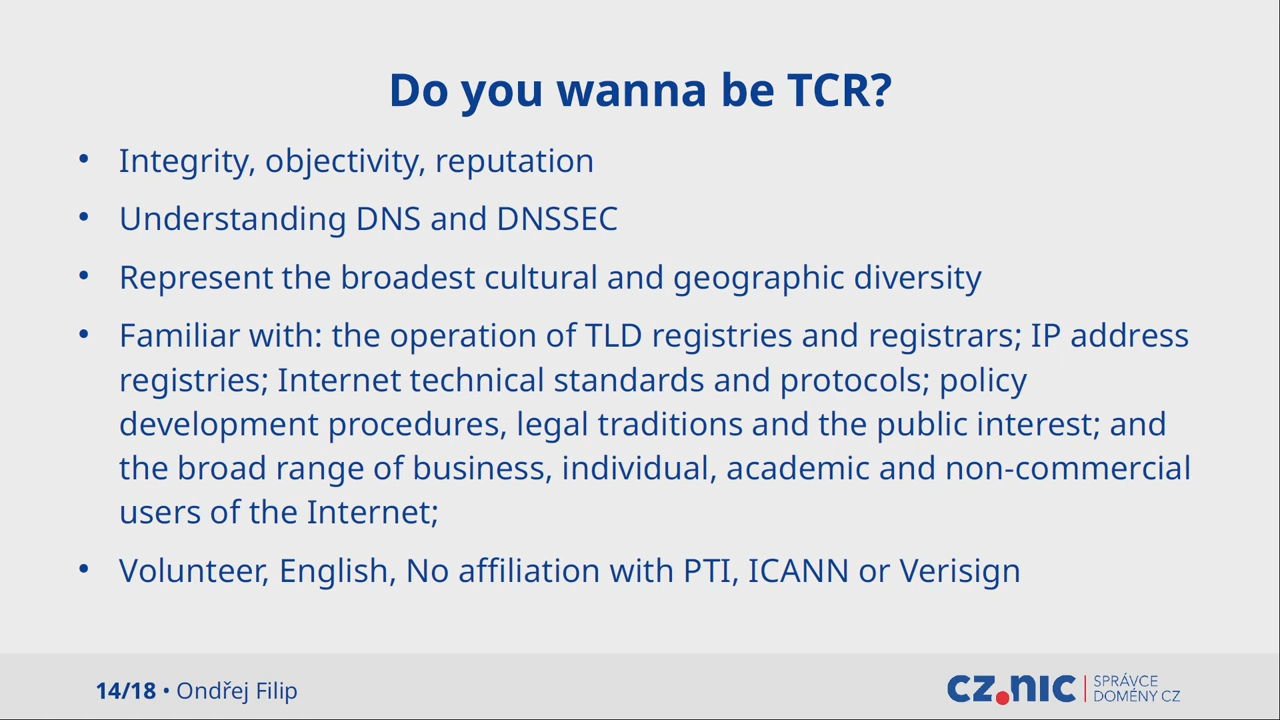 Do you wanna be TCR?
• Integrity, objectivity, reputation
• Understanding DNS and DNSSEC
• Represent the broadest cultural and geographic diversity
• Familiar with: the operation of TLD registries and registrars; IP address
registries; Internet technical standards and protocols; policy
development procedures, legal traditions and the public interest; and
the broad range of business, individual, academic and non-commercial
users of the Internet;
• Volunteer, English, No affiliation with PTI, ICANN or Verisign
14/18 • Ondřej Filip
cz.nic
SPRÁVCE
DOMÉNY CZ